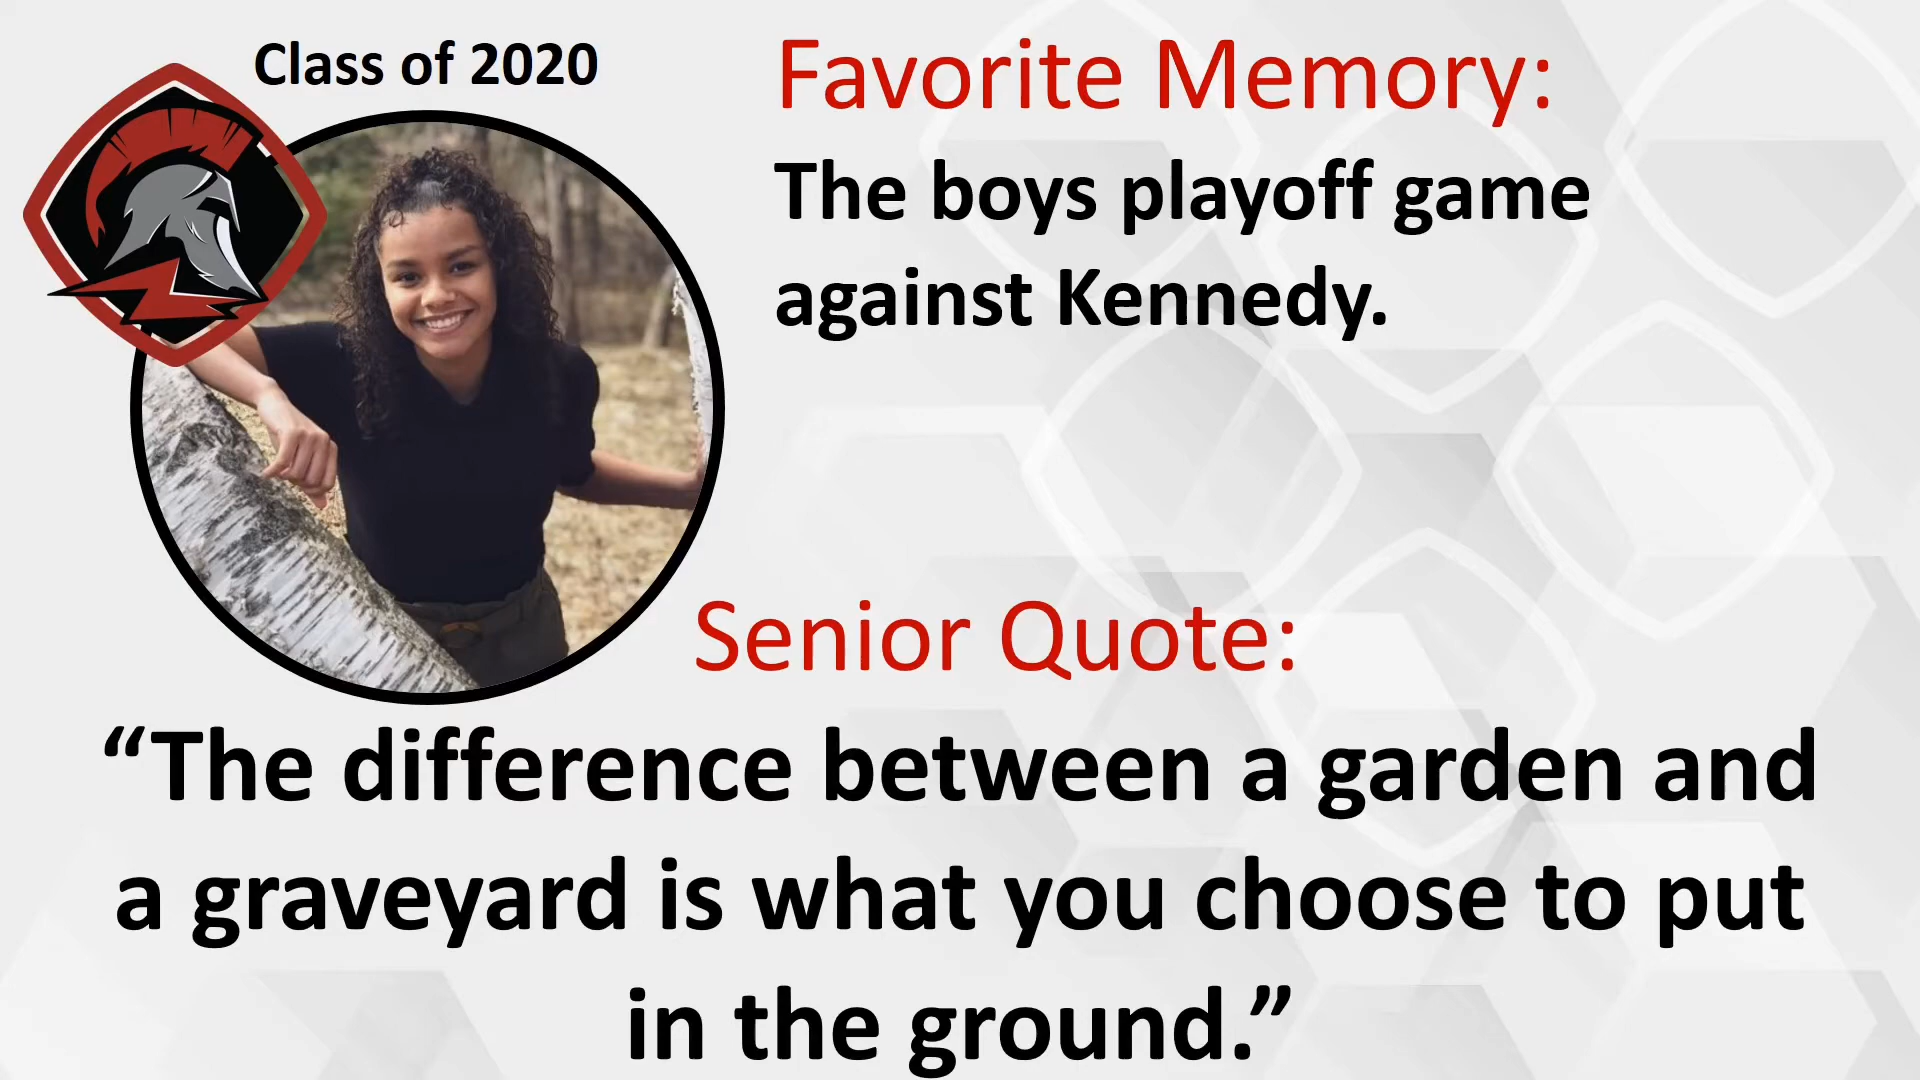 Class of 2020
Favorite Memory:
The boys playoff game
against Kennedy.
Senior Quote:
“The difference between a garden and
a graveyard is what you choose to put
in the ground.”